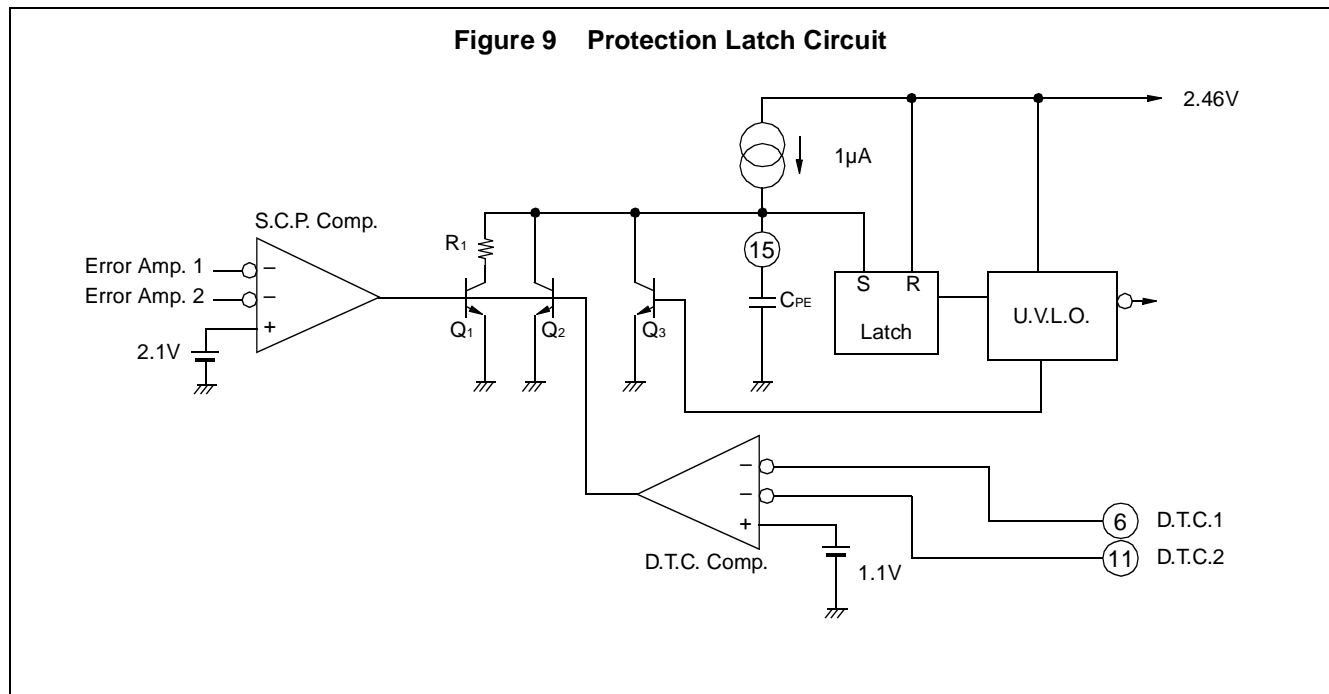 Figure 9 Protection Latch Circuit
2.46V
1µA
S.C.P. Comp.
R1
15
Error Amp. 1
Error Amp. 2
−
−
+
2.1V
Q1
Q2
Q3
CPE
S R
Latch
U.V.L.O.
−
−
+
D.T.C. Comp.
1.1V
6 D.T.C.1
11 D.T.C.2